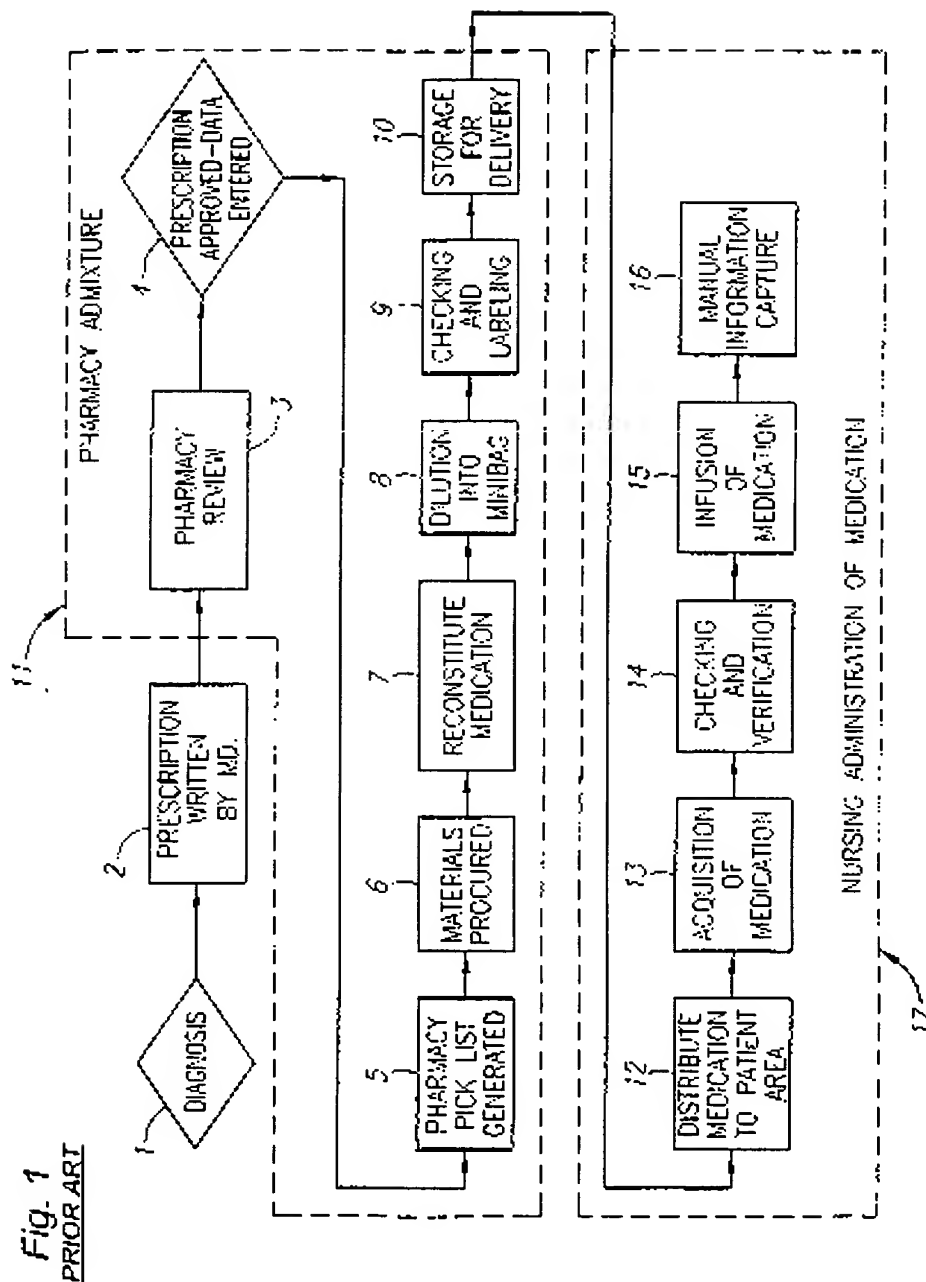 Fig. 1
PRIOR ART
1
DIAGNOSIS
2
PRESCRIPTION
WRITTEN
BY MD.
11
PHARMACY ADMIXTURE
PHARMACY
REVIEW
3
4
PRESCRIPTION
APPROVED-DATA
ENTERED
5
PHARMACY
PICK LIST
GENERATED
6
MATERIALS
PROCURED
7
RECONSTITUTE
MEDICATION
8
DILUTION
INTO
MINIBAG
9
CHECKING
AND
LABELING
10
STORAGE
FOR
DELIVERY
12
DISTRIBUTE
MEDICATION
TO PATIENT
AREA
13
ACQUISITION
OF
MEDICATION
14
CHECKING
AND
VERIFICATION
15
INFUSION
OF
MEDICATION
16
MANUAL
INFORMATION
CAPTURE
NURSING ADMINISTRATION OF MEDICATION
17